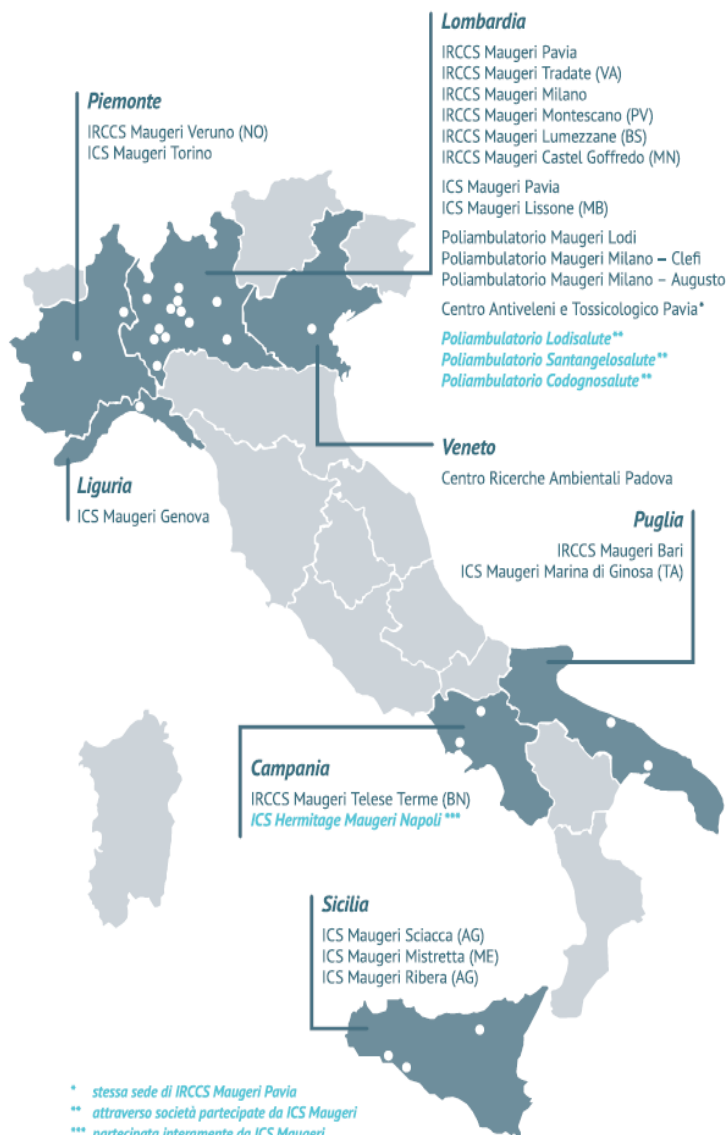 Lombardia
IRCCS Maugeri Pavia
IRCCS Maugeri Tradate (VA)
IRCCS Maugeri Milano
IRCCS Maugeri Montescano (PV)
IRCCS Maugeri Lumezzane (BS)
IRCCS Maugeri Castel Goffredo (MN)
ICS Maugeri Pavia
ICS Maugeri Lissone (MB)
Poliambulatorio Maugeri Lodi
Poliambulatorio Maugeri Milano – Clefi
Poliambulatorio Maugeri Milano – Augusto
Centro Antiveleni e Tossicologico Pavia*
Poliambulatorio Lodisalute**
Poliambulatorio Santangelosalute**
Poliambulatorio Codognosalute**
Piemonte
IRCCS Maugeri Veruno (NO)
ICS Maugeri Torino
Veneto
Centro Ricerche Ambientali Padova
Liguria
ICS Maugeri Genova
Puglia
IRCCS Maugeri Bari
ICS Maugeri Marina di Ginosa (TA)
Campania
IRCCS Maugeri Telese Terme (BN)
ICS Hermitage Maugeri Napoli ***
Sicilia
ICS Maugeri Sciacca (AG)
ICS Maugeri Mistretta (ME)
ICS Maugeri Ribera (AG)
* stessa sede di IRCCS Maugeri Pavia
** attraverso società partecipate da ICS Maugeri
*** partecipata interamente da ICS Maugeri